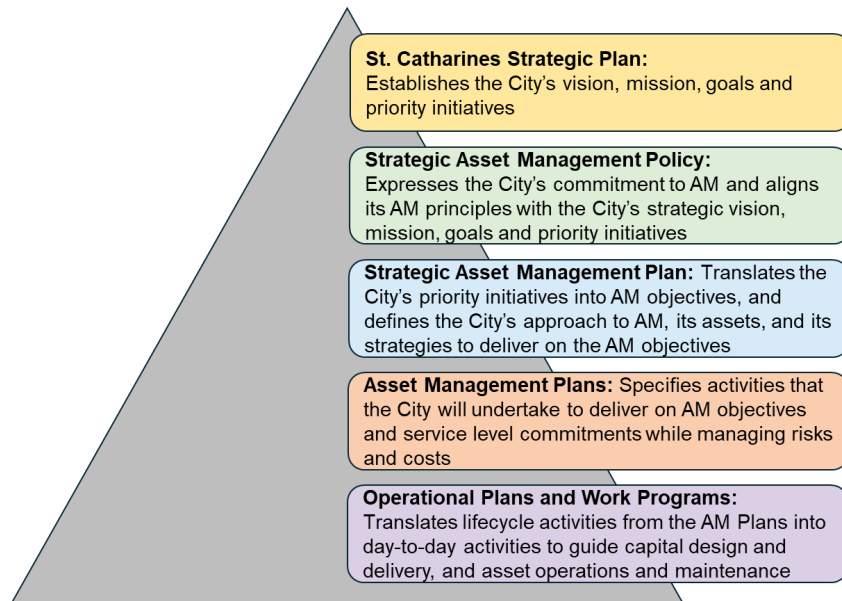 St. Catharines Strategic Plan:
Establishes the City's vision, mission, goals and
priority initiatives
Strategic Asset Management Policy:
Expresses the City's commitment to AM and aligns
its AM principles with the City's strategic vision,
mission, goals and priority initiatives
Strategic Asset Management Plan: Translates the
City's priority initiatives into AM objectives, and
defines the City's approach to AM, its assets, and its
strategies to deliver on the AM objectives
Asset Management Plans: Specifies activities that
the City will undertake to deliver on AM objectives
and service level commitments while managing risks
and costs
Operational Plans and Work Programs:
Translates lifecycle activities from the AM Plans into
day-to-day activities to guide capital design and
delivery, and asset operations and maintenance